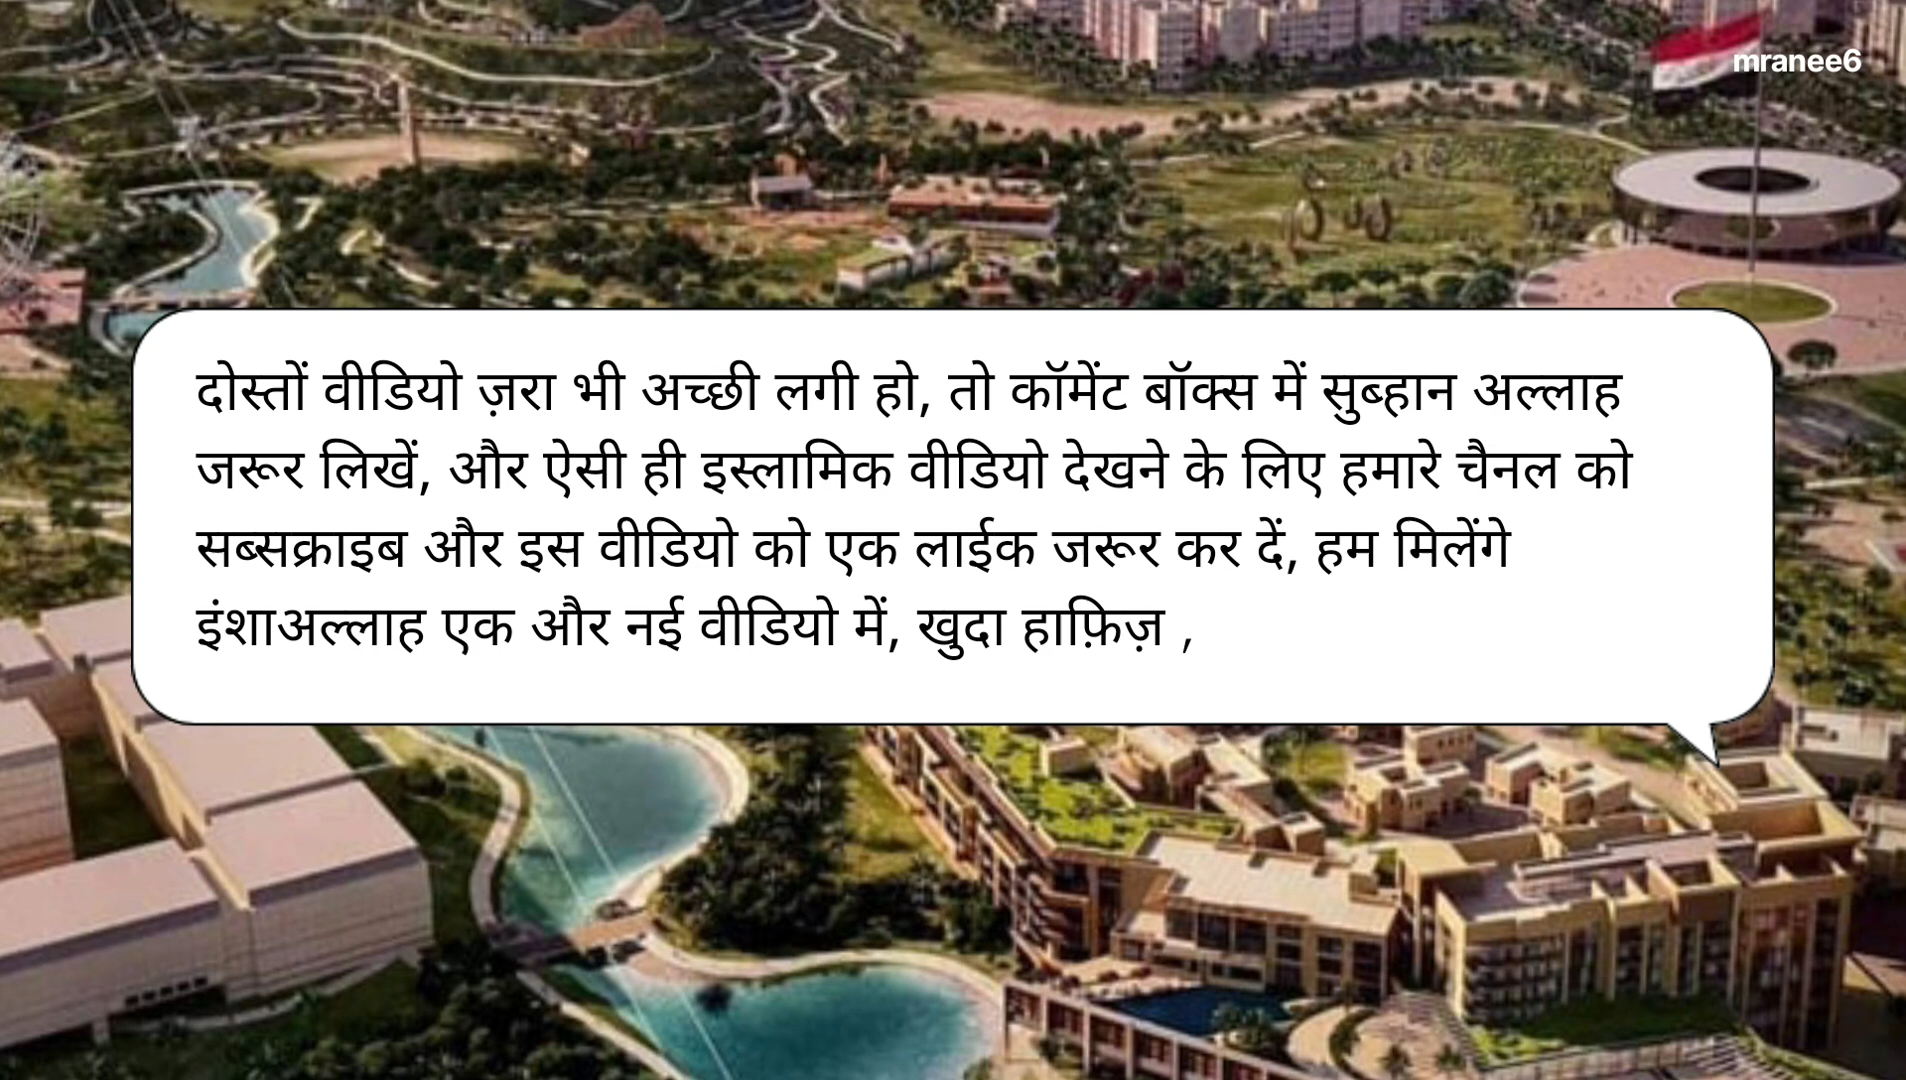 mranee6
दोस्तों वीडियो ज़रा भी अच्छी लगी हो, तो कॉमेंट बॉक्स में सुब्हान अल्लाह
जरूर लिखें, और ऐसी ही इस्लामिक वीडियो देखने के लिए हमारे चैनल को
सब्सक्राइब और इस वीडियो को एक लाईक जरूर कर दें, हम मिलेंगे
इंशाअल्लाह एक और नई वीडियो में, खुदा हाफ़िज़ ,